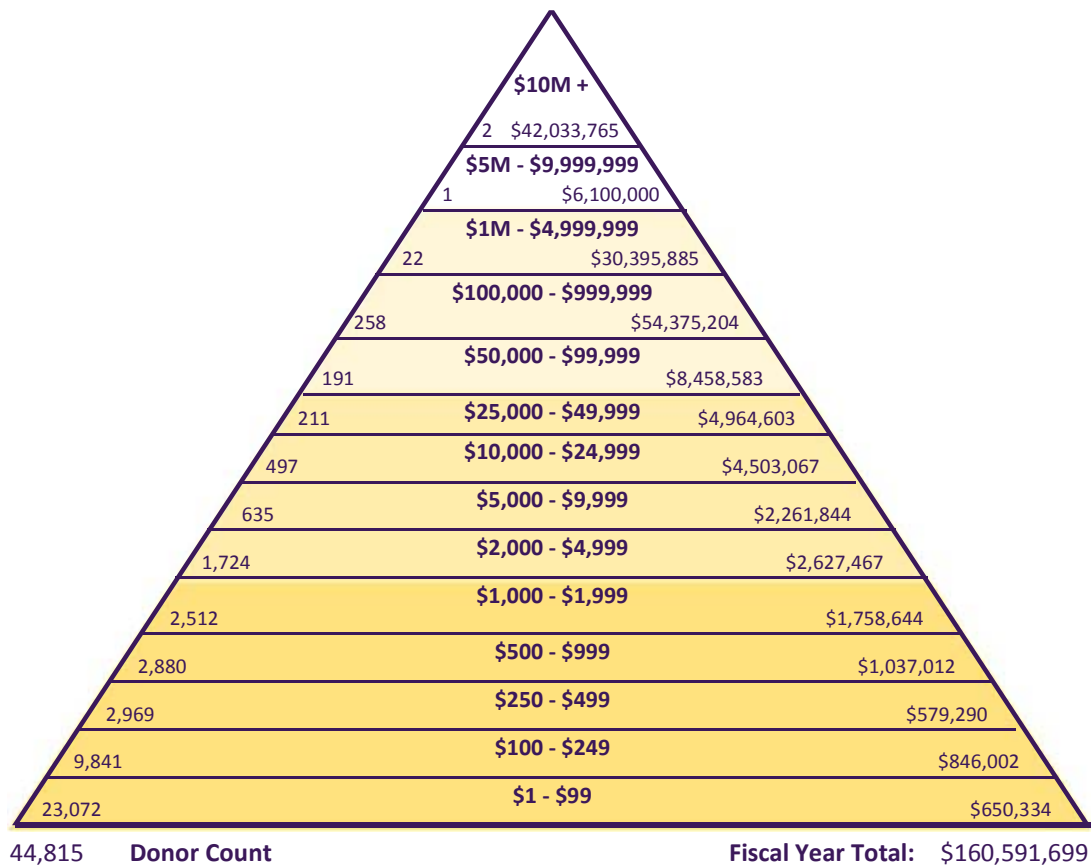 $10M +
2 $42,033,765
$5M - $9,999,999
1 $6,100,000
$1M - $4,999,999
22 $30,395,885
$100,000 - $999,999
258 $54,375,204
$50,000 - $99,999
191 $8,458,583
$25,000 - $49,999
211 $4,964,603
$10,000 - $24,999
497 $4,503,067
$5,000 - $9,999
635 $2,261,844
$2,000 - $4,999
1,724 $2,627,467
$1,000 - $1,999
2,512 $1,758,644
$500 - $999
2,880 $1,037,012
$250 - $499
2,969 $579,290
$100 - $249
9,841 $846,002
$1 - $99
23,072 $650,334
44,815 Donor Count Fiscal Year Total: $160,591,699